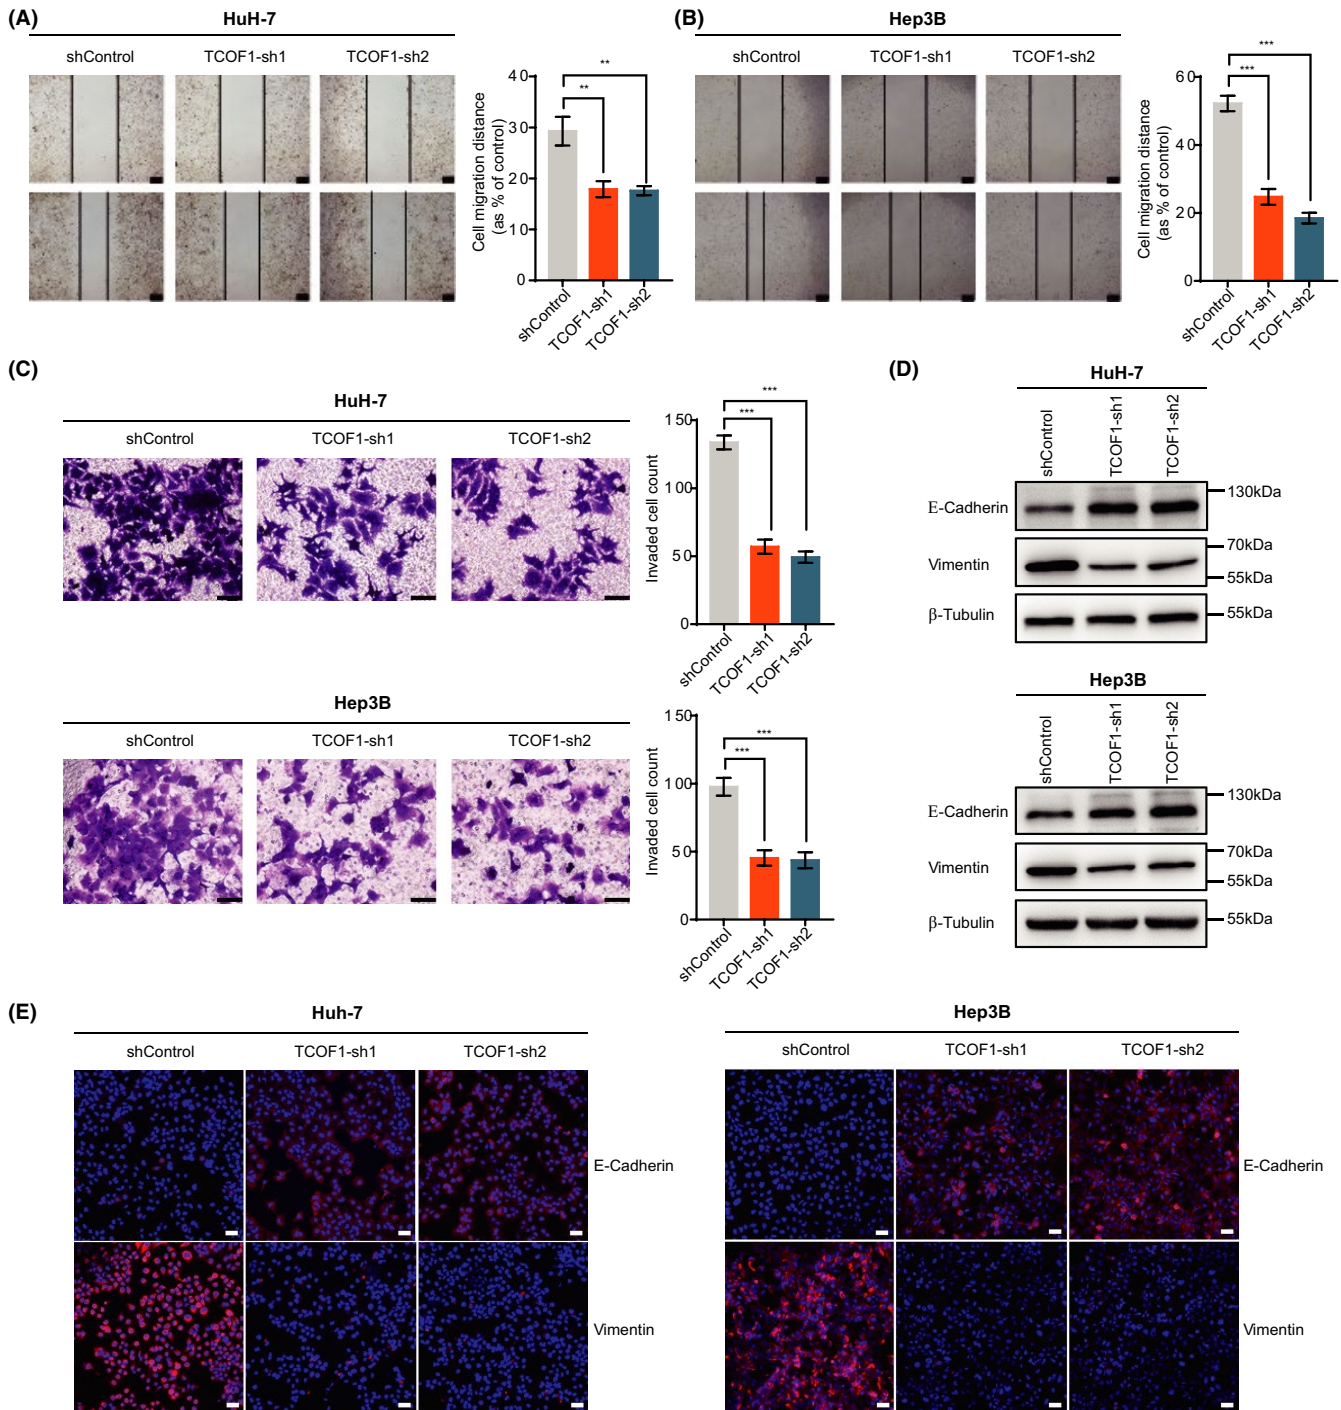 (A)
HuH-7
shControl TCOF1-sh1 TCOF1-sh2
Cell migration distance
(as % of control)
40
30
20
10
0
**
**
shControl
TCOF1-sh1
TCOF1-sh2
(B)
Hep3B
shControl TCOF1-sh1 TCOF1-sh2
Cell migration distance
(as % of control)
60
40
20
0
***
***
shControl
TCOF1-sh1
TCOF1-sh2
(C)
HuH-7
shControl TCOF1-sh1 TCOF1-sh2
Invaded cell count
150
100
50
0
***
***
shControl
TCOF1-sh1
TCOF1-sh2
Hep3B
shControl TCOF1-sh1 TCOF1-sh2
Invaded cell count
150
100
50
0
***
***
shControl
TCOF1-sh1
TCOF1-sh2
(D)
HuH-7
shControl
TCOF1-sh1
TCOF1-sh2
E-Cadherin 130kDa
Vimentin 70kDa
55kDa
β-Tubulin 55kDa
Hep3B
shControl
TCOF1-sh1
TCOF1-sh2
E-Cadherin 130kDa
Vimentin 70kDa
55kDa
β-Tubulin 55kDa
(E)
Huh-7
shControl TCOF1-sh1 TCOF1-sh2
E-Cadherin
Vimentin
Hep3B
shControl TCOF1-sh1 TCOF1-sh2
E-Cadherin
Vimentin